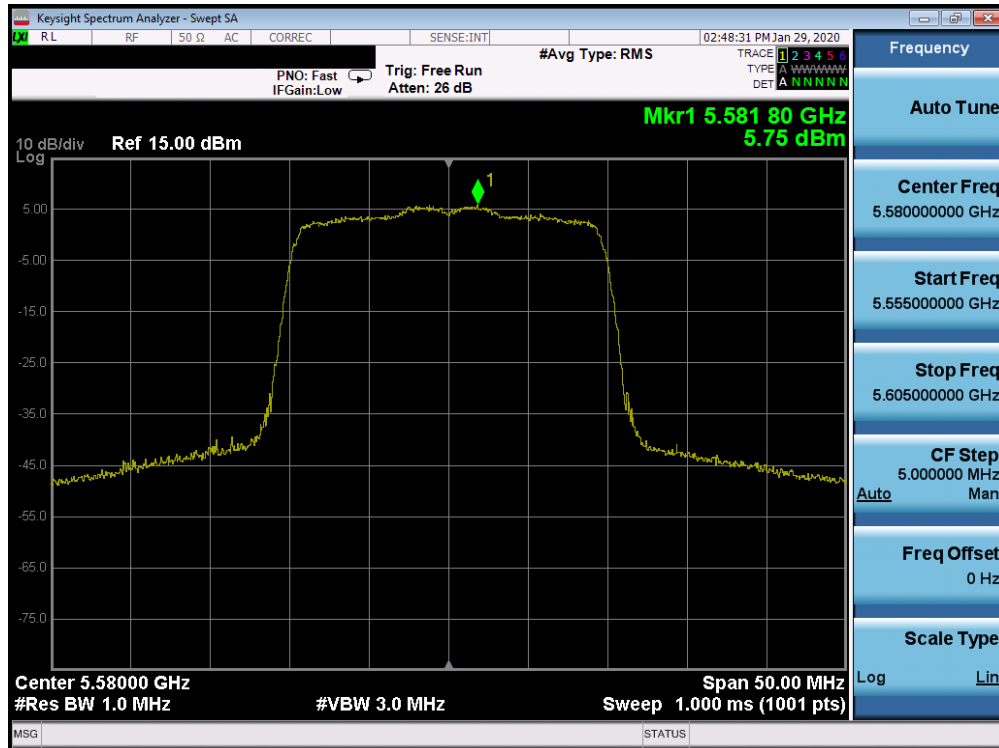 Keysight Spectrum Analyzer - Swept SA
LXI RL RF 50 Ω AC CORREC SENSE:INT 02:48:31 PM Jan 29, 2020
#Avg Type: RMS
TRACE 1 2 3 4 5 6
TYPE A WWWWW
DET A N N N N N
PNO: Fast Trig: Free Run
IFGain:Low Atten: 26 dB
Mkr1 5.581 80 GHz
5.75 dBm
10 dB/div Ref 15.00 dBm
Log
1
5.00
-5.00
-15.0
-25.0
-35.0
-45.0
-55.0
-65.0
-75.0
Center 5.58000 GHz Span 50.00 MHz
#Res BW 1.0 MHz #VBW 3.0 MHz Sweep 1.000 ms (1001 pts)
MSG STATUS
Frequency
Auto Tune
Center Freq
5.580000000 GHz
Start Freq
5.555000000 GHz
Stop Freq
5.605000000 GHz
CF Step
5.000000 MHz
Auto Man
Freq Offset
0 Hz
Scale Type
Log Lin